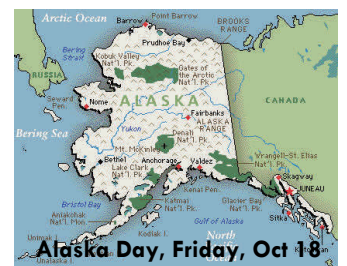 Arctic Ocean
Point Barrow
Barrow
BROOKS
RANGE
Prudhoe Bay
Bering
Strait
Kobuk Valley
Nat'l. Pk.
Gates of
the Arctic
Nat'l. Pk.
RUSSIA
ALASKA
CANADA
Seward
Pen.
Nome
Fairbanks
Yukon
ALASKA
RANGE
Bering Sea
Denali
Nat'l. Pk.
Mt. McKinley
Bethel
Anchorage
Valdez
Lake Clark
Nat'l. Pk.
Wrangell-St. Elias
Nat'l. Pk.
Skagway
Kenai Pen.
JUNEAU
Bristol Bay
Katmai
Nat'l. Pk.
Glacier Bay
Nat'l. Pk.
Sitka
Aniakchak
Nat'l. Mon.
Gulf of Alaska
Kodiak I.
North
Unimak I.
Alaska Day, Friday, Oct 18
Unalaska I.
Ocean